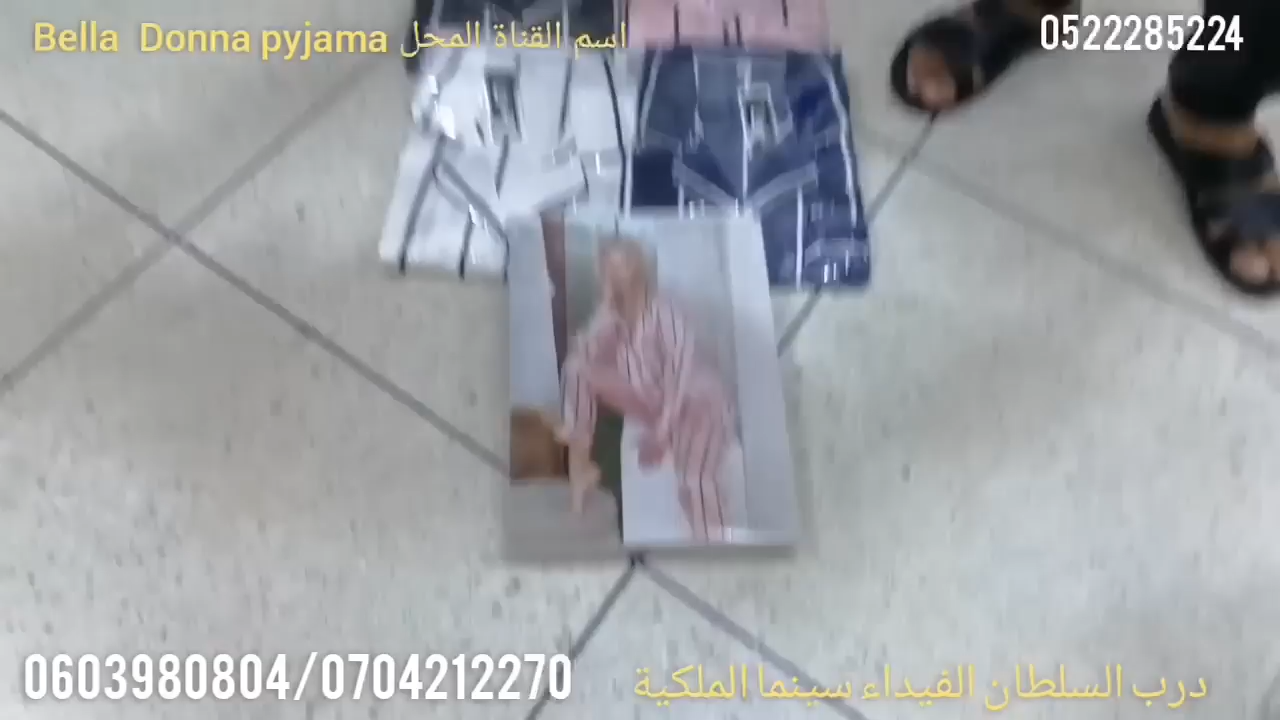 Bella Donna pyjama اسم القناة المحل
0522285224
0603980804/0704212270
درب السلطان الفيداء سينما الملكية